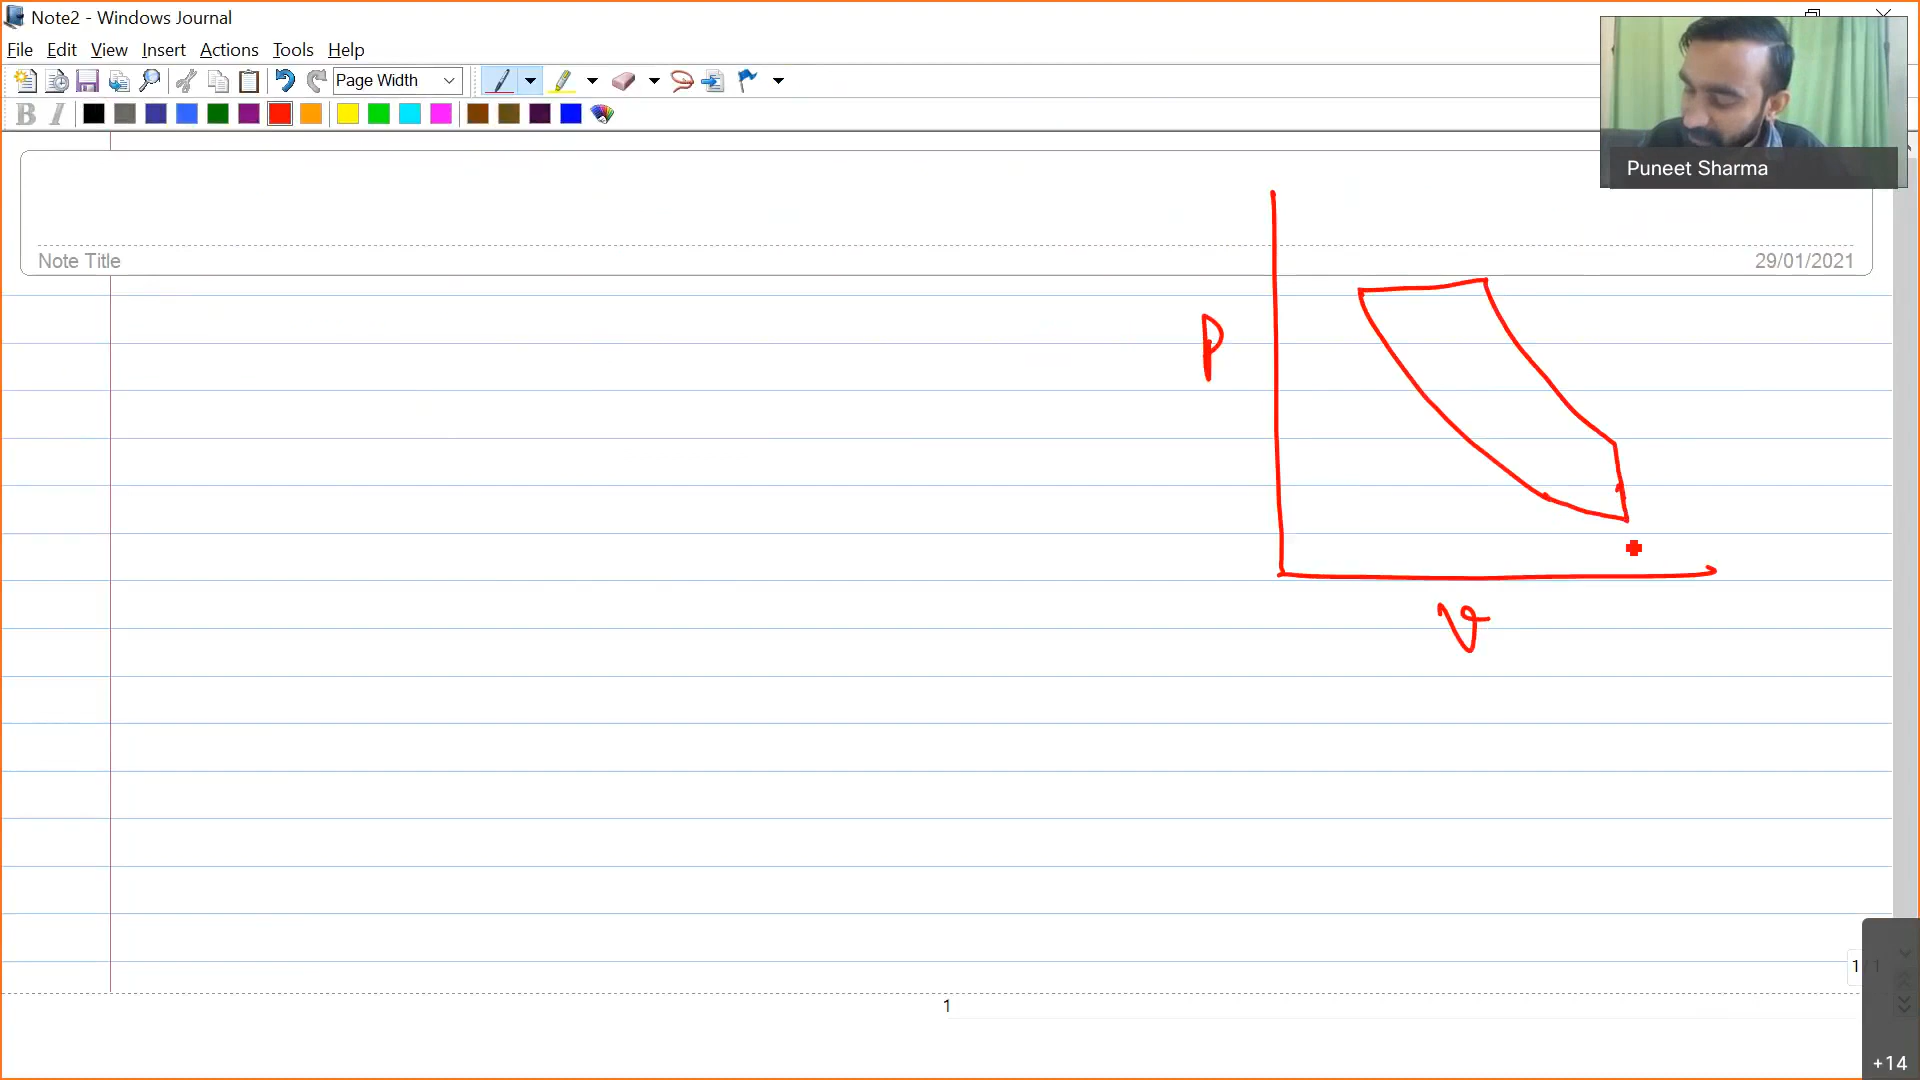 Note2 - Windows Journal
File Edit View Insert Actions Tools Help
Page Width
B I
Puneet Sharma
Note Title
29/01/2021
P
v
1 / 1
1
+14